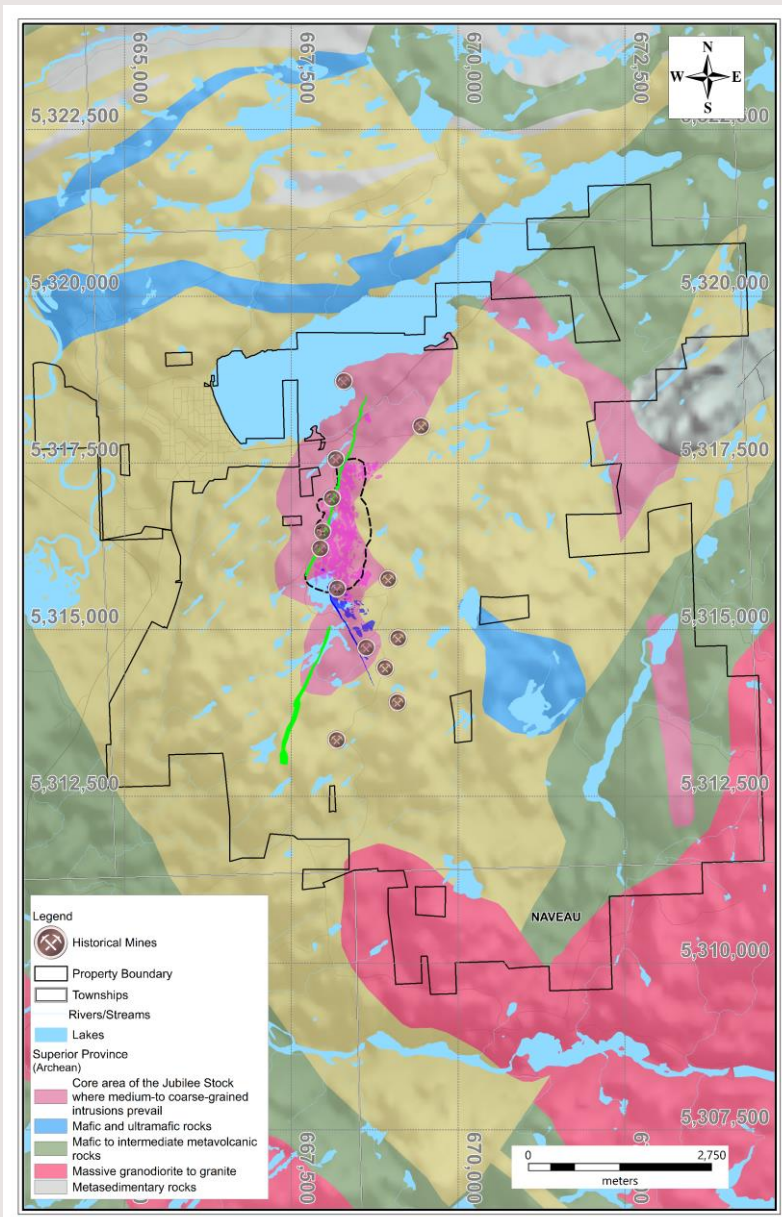 665,000
667,500
670,000
672,500
N
W E
S
5,322,500
5,322,500
5,320,000
5,320,000
5,317,500
5,317,500
5,315,000
5,315,000
5,312,500
5,312,500
NAVEAU
5,310,000
5,307,500
667,500
670,000
Legend
Historical Mines
Property Boundary
Townships
Rivers/Streams
Lakes
Superior Province
(Archean)
Core area of the Jubilee Stock
where medium-to coarse-grained
intrusions prevail
Mafic and ultramafic rocks
Mafic to intermediate metavolcanic
rocks
Massive granodiorite to granite
Metasedimentary rocks
0 2,750
meters